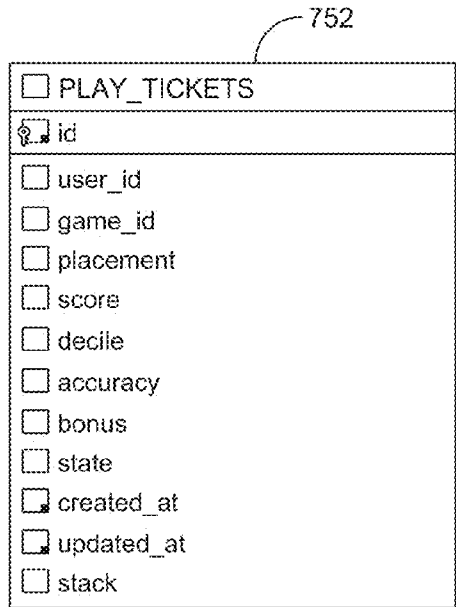 752
PLAY_TICKETS
id
user_id
game_id
placement
score
decile
accuracy
bonus
state
created_at
updated_at
stack